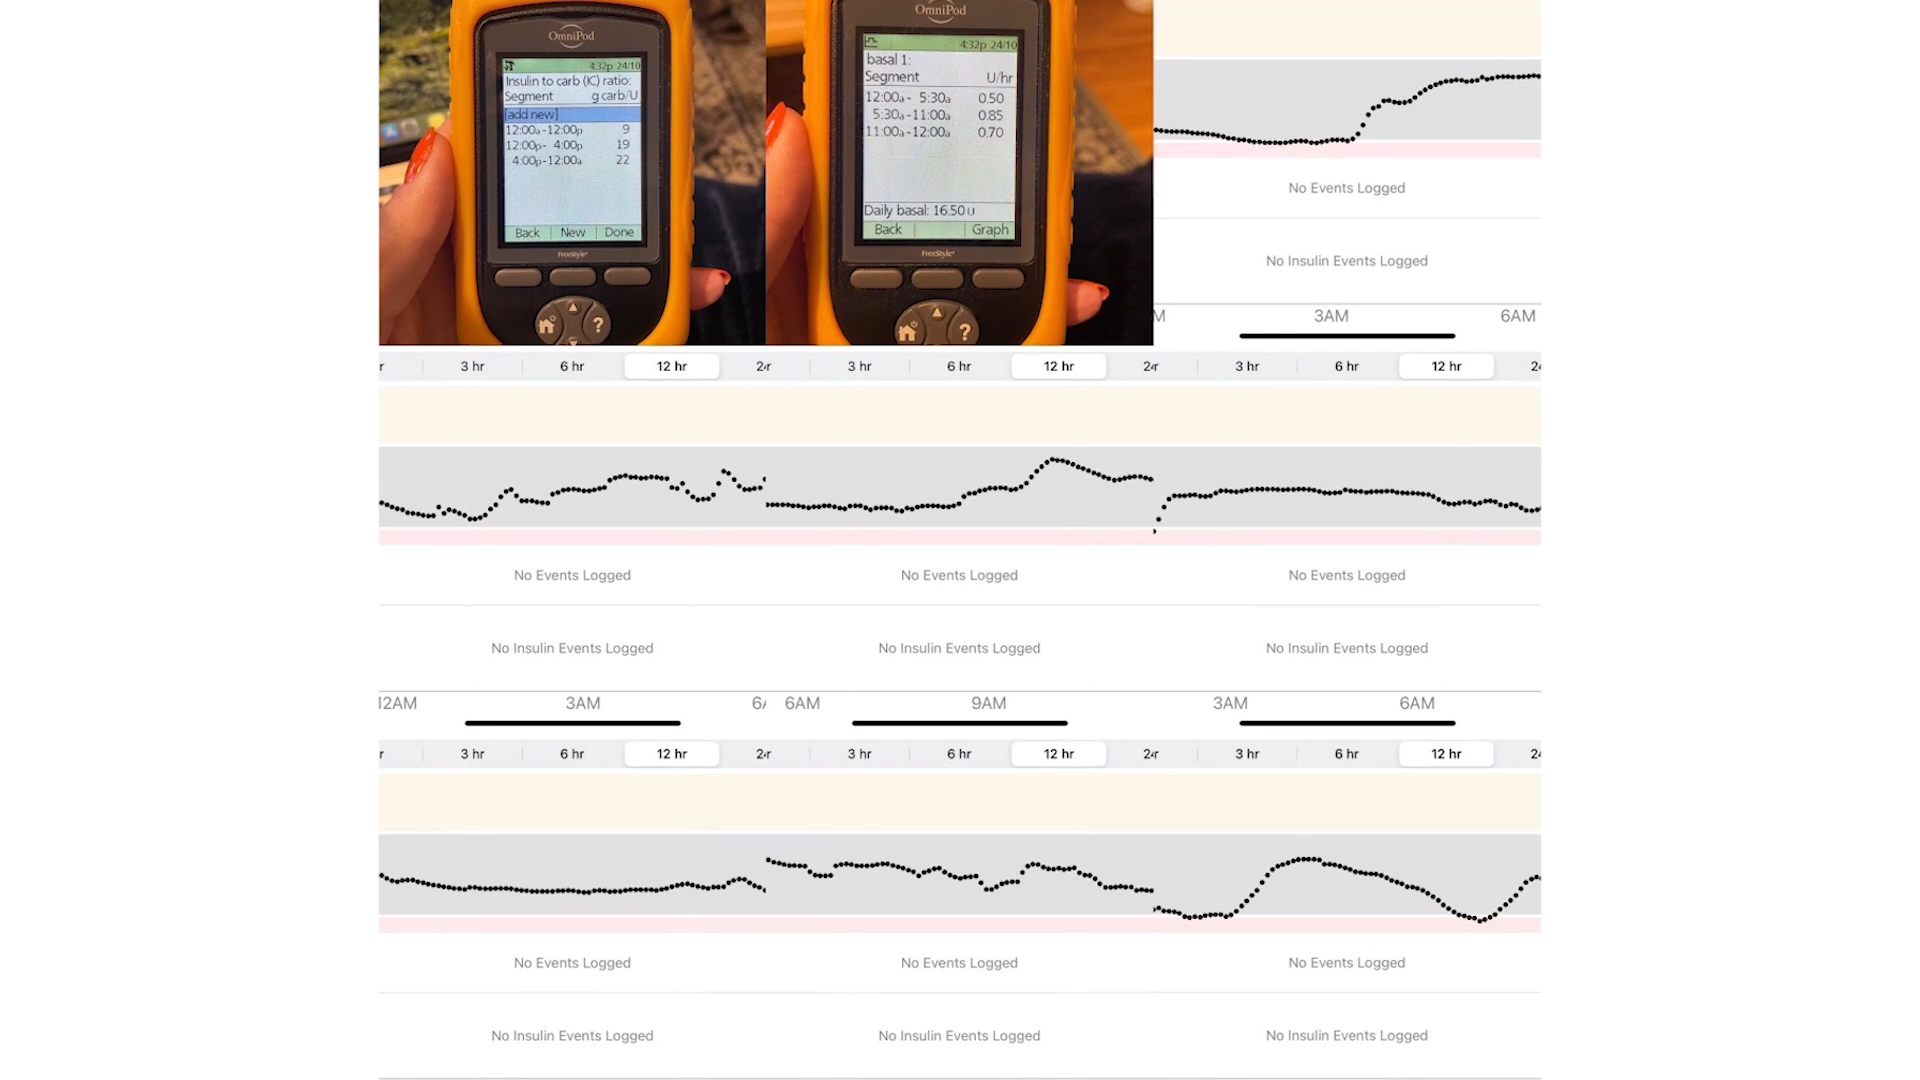 OmniPod
4:32p 24/10
Insulin to carb (IC) ratio:
Segment g carb/U
[add new]
12:00a-12:00p 9
12:00p- 4:00p 19
4:00p-12:00a 22
Back New Done
FreeStyle
?
OmniPod
4:32p 24/10
basal 1:
Segment U/hr
12:00a- 5:30a 0.50
5:30a-11:00a 0.85
11:00a-12:00a 0.70
Daily basal: 16.50 U
Back Graph
FreeStyle
?
No Events Logged
No Insulin Events Logged
M 3AM 6AM
r 3 hr 6 hr 12 hr 2
r 3 hr 6 hr 12 hr 2
r 3 hr 6 hr 12 hr 2
No Events Logged
No Events Logged
No Events Logged
No Insulin Events Logged
No Insulin Events Logged
No Insulin Events Logged
12AM 3AM 6
6AM 9AM
3AM 6AM
r 3 hr 6 hr 12 hr 2
r 3 hr 6 hr 12 hr 2
r 3 hr 6 hr 12 hr 2
No Events Logged
No Events Logged
No Events Logged
No Insulin Events Logged
No Insulin Events Logged
No Insulin Events Logged